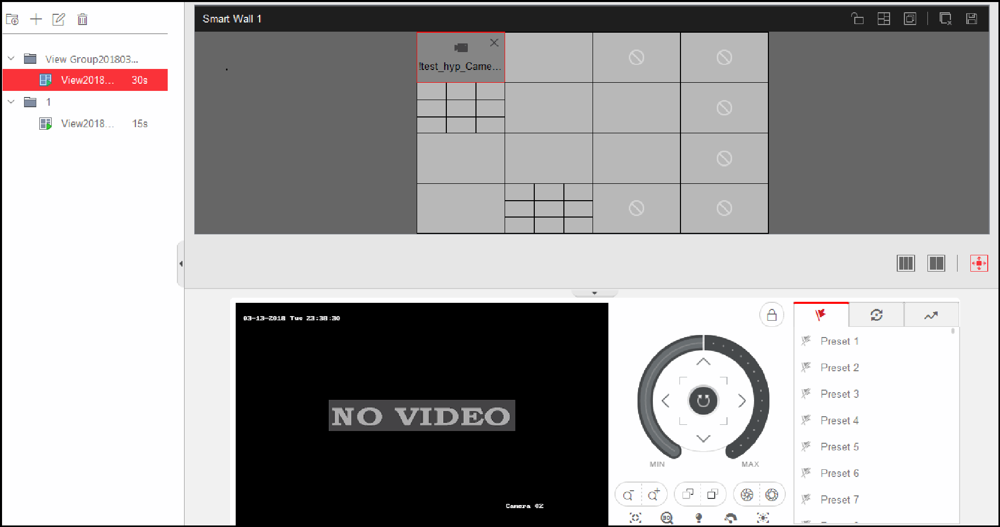 Smart Wall 1
View Group201803...
View2018... 30s
1
View2018... 15s
!test_hyp_Came...
03-13-2018 Tue 23:38:30
NO VIDEO
Camera 02
MIN
MAX
3D
Preset 1
Preset 2
Preset 3
Preset 4
Preset 5
Preset 6
Preset 7